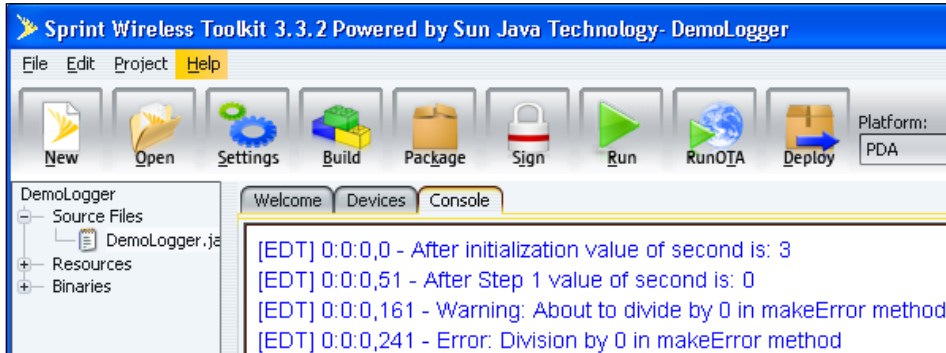 Sprint Wireless Toolkit 3.3.2 Powered by Sun Java Technology- DemoLogger
File Edit Project Help
New Open Settings Build Package Sign Run RunOTA Deploy
Platform:
PDA
DemoLogger
Source Files
DemoLogger.ja
Resources
Binaries
Welcome Devices Console
[EDT] 0:0:0,0 - After initialization value of second is: 3
[EDT] 0:0:0,51 - After Step 1 value of second is: 0
[EDT] 0:0:0,161 - Warning: About to divide by 0 in makeError method
[EDT] 0:0:0,241 - Error: Division by 0 in makeError method